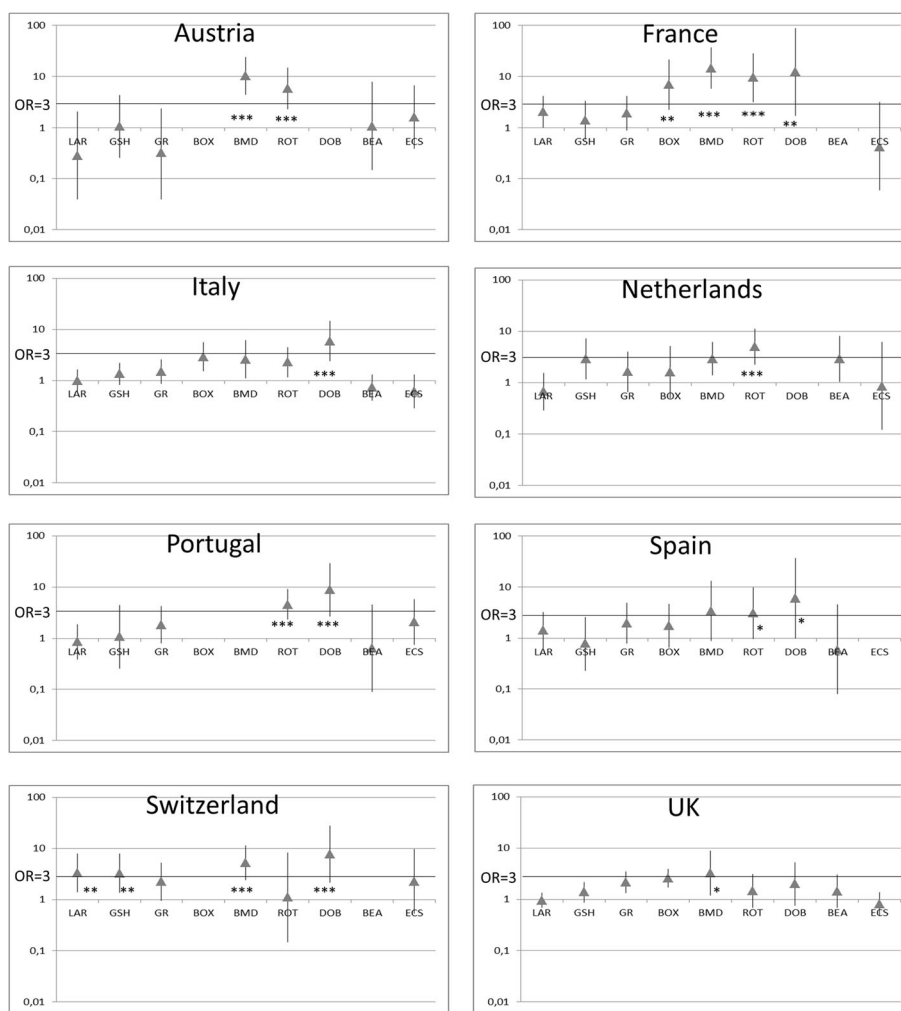 Austria
100
10
OR=3
1
LAR GSH GR BOX BMD ROT DOB BEA ECS
*** ***
0,1
0,01
France
100
10
OR=3
1
LAR GSH GR BOX BMD ROT DOB BEA ECS
** *** *** **
0,1
0,01
Italy
100
10
OR=3
1
LAR GSH GR BOX BMD ROT DOB BEA ECS
***
0,1
0,01
Netherlands
100
10
OR=3
1
LAR GSH GR BOX BMD ROT DOB BEA ECS
***
0,1
0,01
Portugal
100
10
OR=3
1
LAR GSH GR BOX BMD ROT DOB BEA ECS
*** ***
0,1
0,01
Spain
100
10
OR=3
1
LAR GSH GR BOX BMD ROT DOB BEA ECS
* *
0,1
0,01
Switzerland
100
10
OR=3
1
LAR GSH GR BOX BMD ROT DOB BEA ECS
** ** *** ***
0,1
0,01
UK
100
10
OR=3
1
LAR GSH GR BOX BMD ROT DOB BEA ECS
*
0,1
0,01